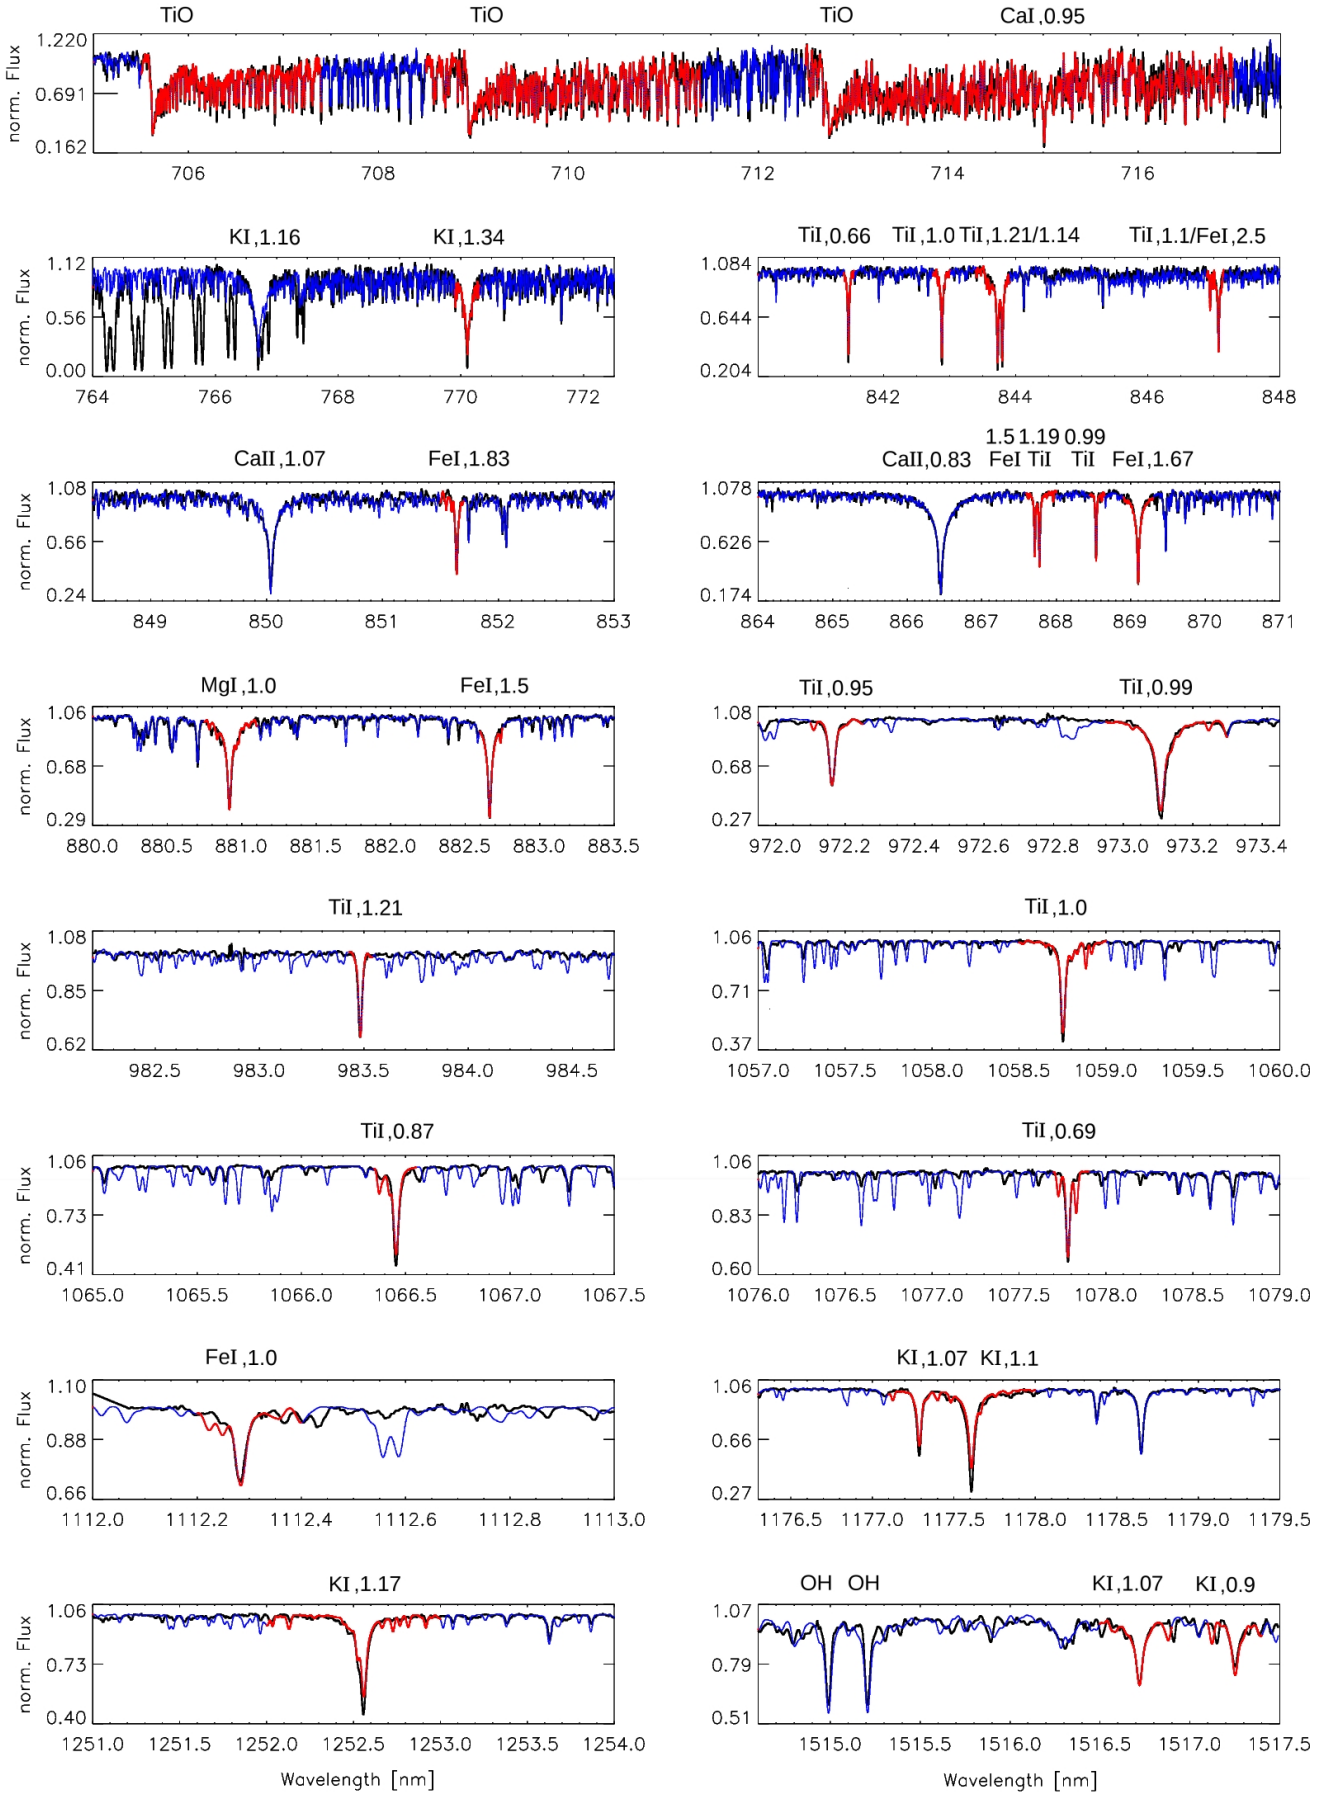 TiO TiO TiO CaI,0.95
1.220
0.691
0.162
norm. Flux
706 708 710 712 714 716
KI,1.16 KI,1.34
1.12
0.56
0.00
norm. Flux
764 766 768 770 772
TiI,0.66 TiI,1.0 TiI,1.21/1.14 TiI,1.1/FeI,2.5
1.084
0.644
0.204
842 844 846 848
CaII,1.07 FeI,1.83
1.08
0.66
0.24
norm. Flux
849 850 851 852 853
1.5 1.19 0.99
CaII,0.83 FeI TiI TiI FeI,1.67
1.078
0.626
0.174
864 865 866 867 868 869 870 871
MgI,1.0 FeI,1.5
1.06
0.68
0.29
norm. Flux
880.0 880.5 881.0 881.5 882.0 882.5 883.0 883.5
TiI,0.95 TiI,0.99
1.08
0.68
0.27
972.0 972.2 972.4 972.6 972.8 973.0 973.2 973.4
TiI,1.21
1.08
0.85
0.62
norm. Flux
982.5 983.0 983.5 984.0 984.5
TiI,1.0
1.06
0.71
0.37
1057.0 1057.5 1058.0 1058.5 1059.0 1059.5 1060.0
TiI,0.87
1.06
0.73
0.41
norm. Flux
1065.0 1065.5 1066.0 1066.5 1067.0 1067.5
TiI,0.69
1.06
0.83
0.60
1076.0 1076.5 1077.0 1077.5 1078.0 1078.5 1079.0
FeI,1.0
1.10
0.88
0.66
norm. Flux
1112.0 1112.2 1112.4 1112.6 1112.8 1113.0
KI,1.07 KI,1.1
1.06
0.66
0.27
1176.5 1177.0 1177.5 1178.0 1178.5 1179.0 1179.5
KI,1.17
1.06
0.73
0.40
norm. Flux
1251.0 1251.5 1252.0 1252.5 1253.0 1253.5 1254.0
Wavelength [nm]
OH OH KI,1.07 KI,0.9
1.07
0.79
0.51
1515.0 1515.5 1516.0 1516.5 1517.0 1517.5
Wavelength [nm]